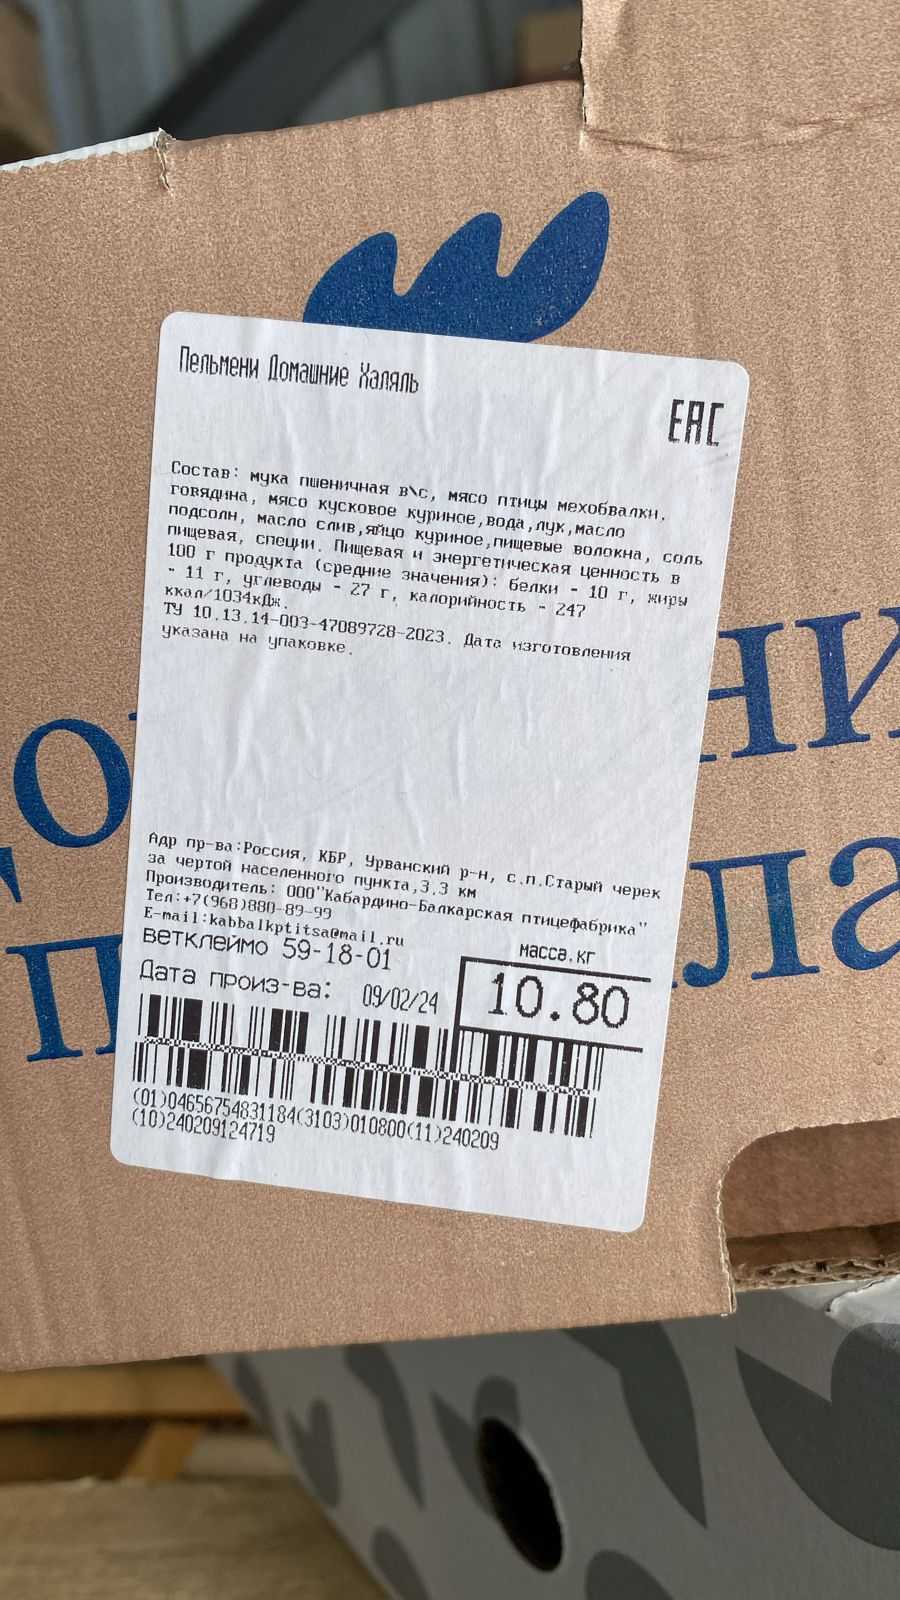 Пельмени Домашние Халяль
ЕАС
Состав: мука пшеничная в\с, мясо птицы мехобвалки,
говядина, мясо кусковое куриное,вода,лук,масло
подсолн, масло слив,яйцо куриное,пищевые волокна, соль
пищевая, специи. Пищевая и энергетическая ценность в
100 г продукта (средние значения): белки - 10 г, жиры
- 11 г, углеводы - 27 г, калорийность - 247
ккал/1034кДж.
ТУ 10.13.14-003-47089728-2023. Дата изготовления
указана на упаковке.
Адр пр-ва:Россия, КБР, Урванский р-н, с.п.Старый черек
за чертой населенного пункта,3,3 км
Производитель: ООО"Кабардино-Балкарская птицефабрика"
Тел:+7(968)880-89-99
E-mail:kabbalkptitsa@mail.ru
ветклеймо 59-18-01
масса,кг
Дата произ-ва: 09/02/24
10.80
(01)04656754831184(3103)010800(11)240209
(10)240209124719